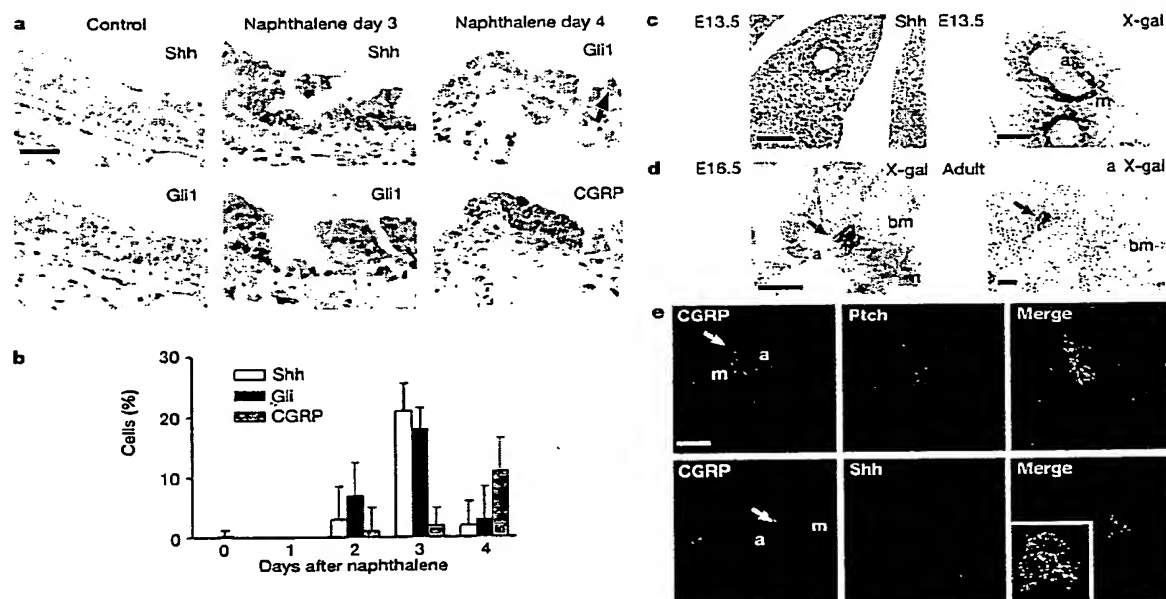 a
Control
Naphthalene day 3
Naphthalene day 4
Shh
Shh
Gli1
Gli1
Gli1
CGRP
b
30
20
10
0
Cells (%)
Shh
Gli
CGRP
0 1 2 3 4
Days after naphthalene
c
E13.5 Shh
E13.5 X-gal
a
m
d
E16.5 X-gal
a
bm
m
Adult a X-gal
bm
e
CGRP
a
m
Ptch
Merge
CGRP
a
m
Shh
Merge